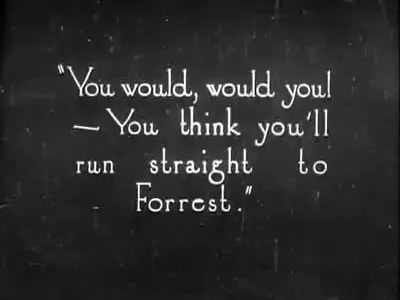 "You would, would you!
— You think you'll
run straight to
Forrest."